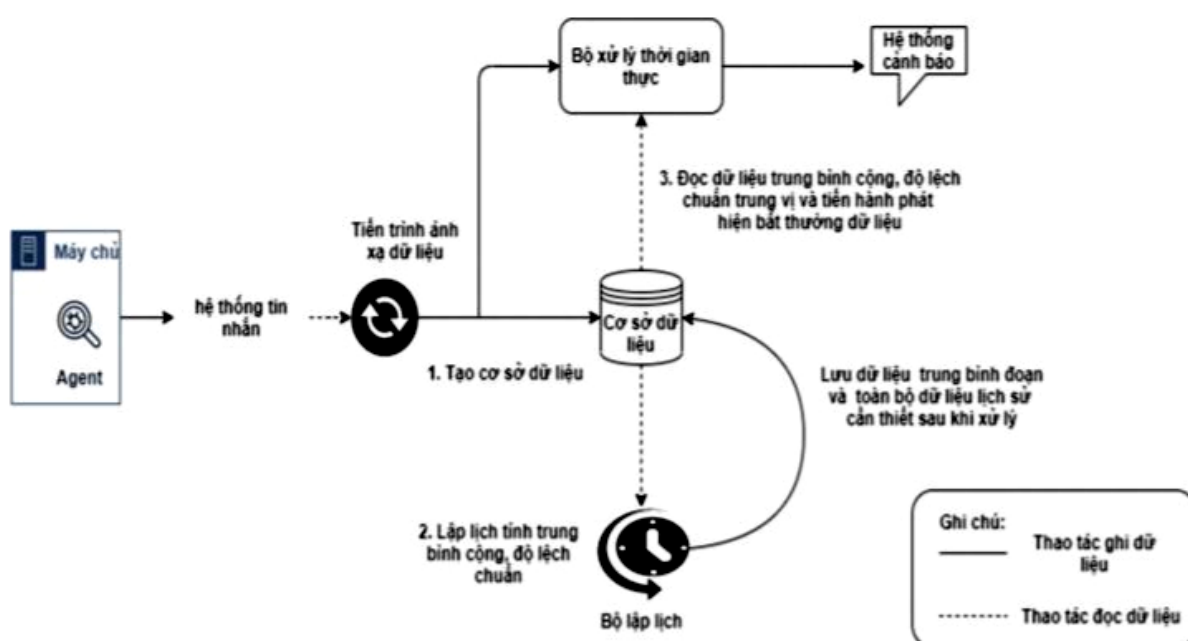 Bộ xử lý thời gian
thực
Hệ thống
cảnh báo
3. Đọc dữ liệu trung bình cộng, độ lệch
chuẩn trung vị và tiến hành phát
hiện bất thường dữ liệu
Tiến trình ánh
xạ dữ liệu
Máy chủ
Agent
hệ thống tin
nhắn
Cơ sở dữ
liệu
1. Tạo cơ sở dữ liệu
Lưu dữ liệu trung bình đoạn
và toàn bộ dữ liệu lịch sử
cần thiết sau khi xử lý
2. Lập lịch tính trung
bình cộng, độ lệch
chuẩn
Bộ lập lịch
Ghi chú:
Thao tác ghi dữ
liệu
Thao tác đọc dữ liệu